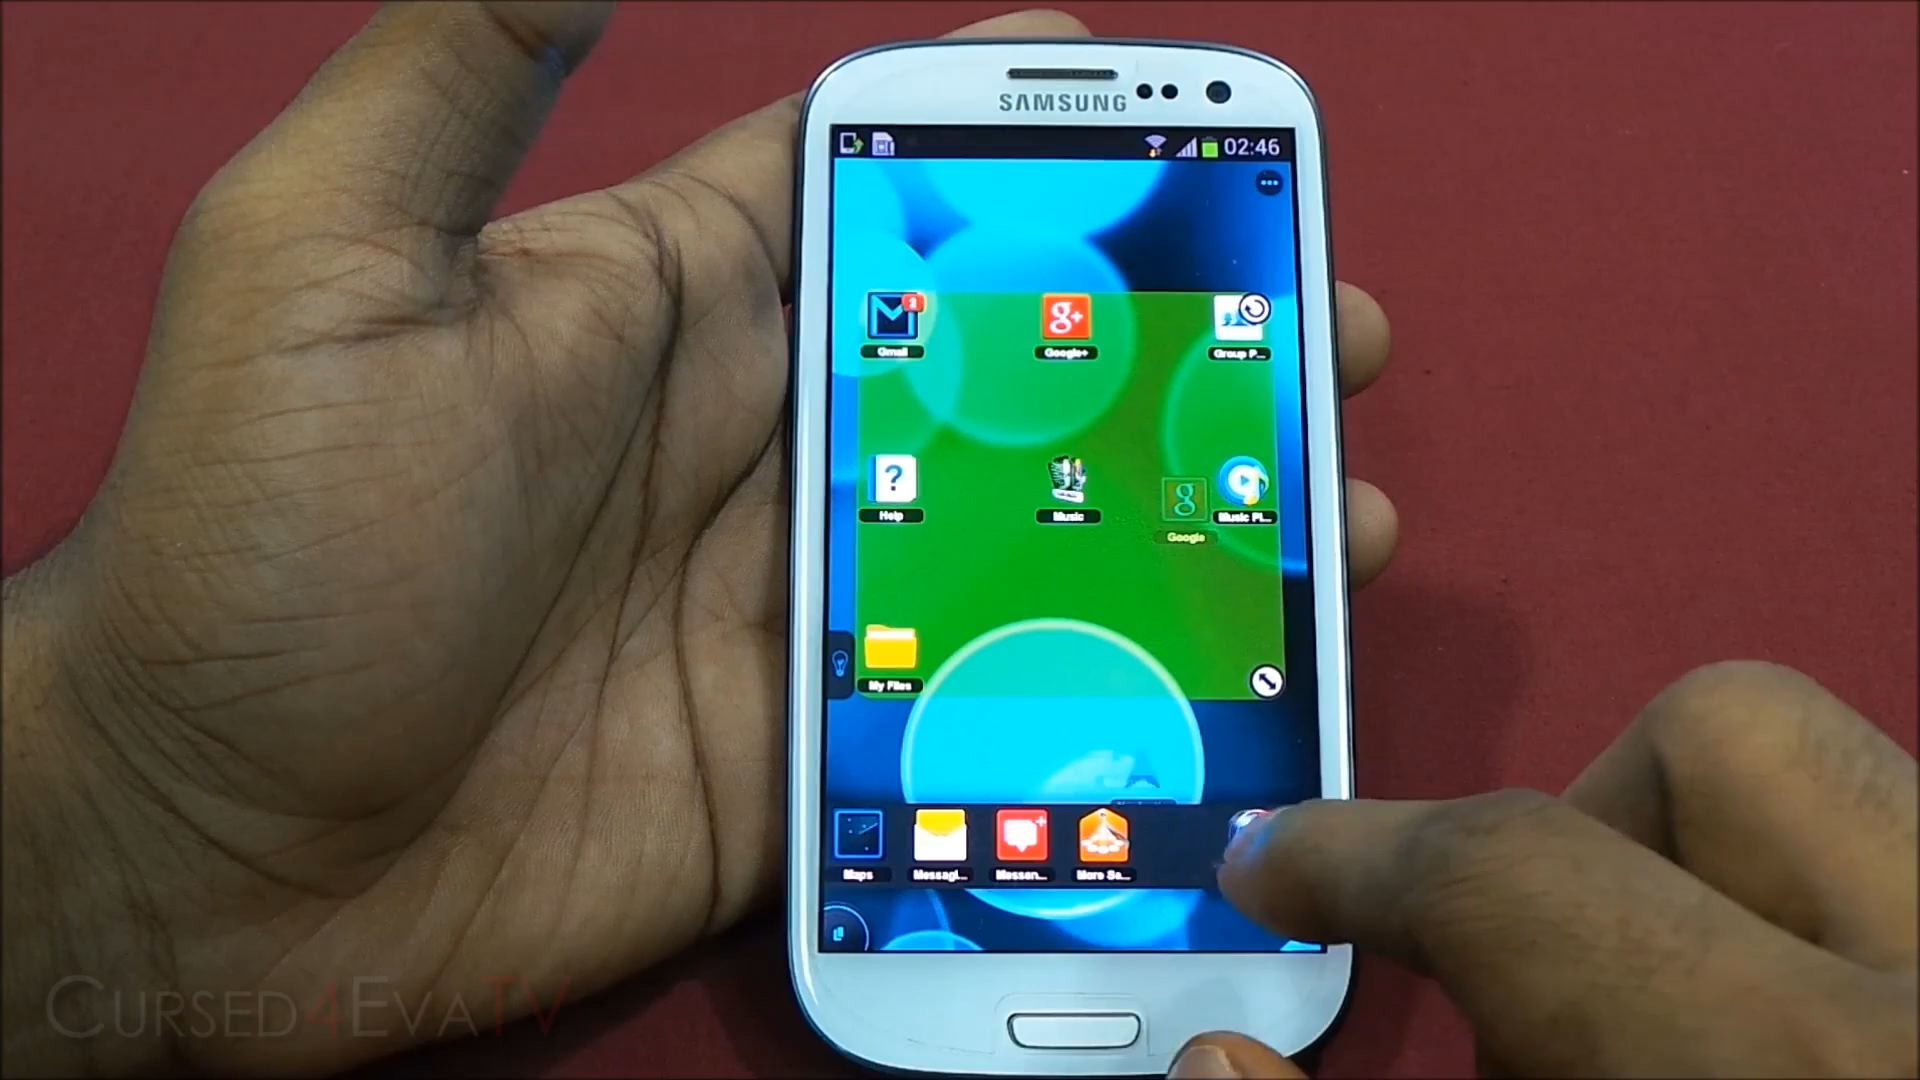 SAMSUNG
02:46
2
Gmail
g+
Google+
Group P...
?
Help
Music
g
Google
Music Pl...
My Files
Maps
Messagi...
Messen...
More Se...
CURSED4EVATV